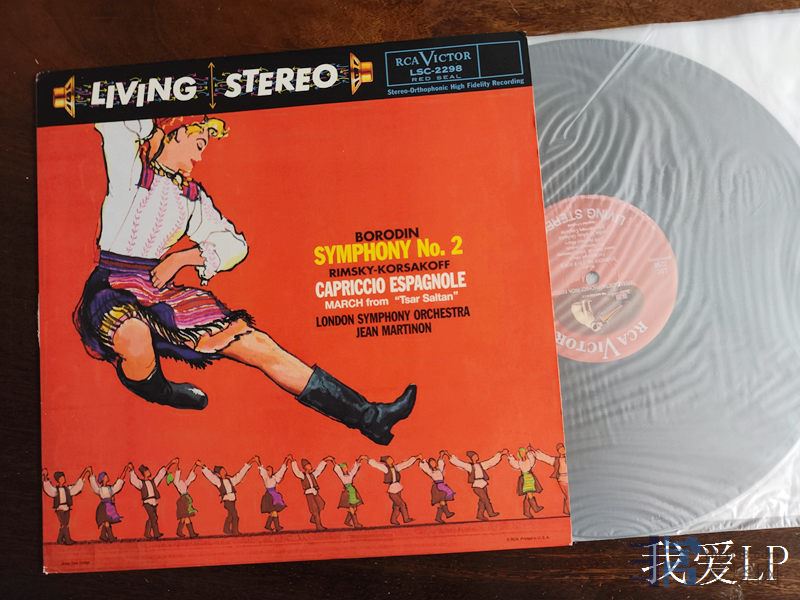 LIVING STEREO
RCA VICTOR
LSC-2298
RED SEAL
Stereo-Orthophonic High Fidelity Recording
BORODIN
SYMPHONY No. 2
RIMSKY-KORSAKOFF
CAPRICCIO ESPAGNOLE
MARCH from "Tsar Saltan"
LONDON SYMPHONY ORCHESTRA
JEAN MARTINON
LIVING STEREO
RCA VICTOR
我爱LP